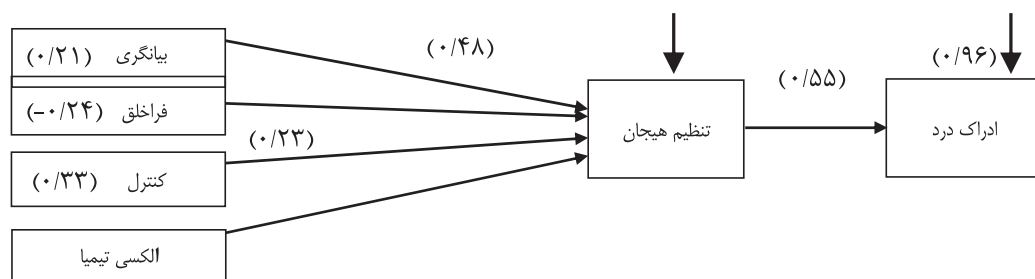 بیانگری (۰/۲۱)
(۰/۴۸)
(۰/۹۶)
(۰/۵۵)
فراخلق (-۰/۲۴)
تنظیم هیجان
ادراک درد
(۰/۲۳)
کنترل (۰/۳۳)
الکسی تیمیا